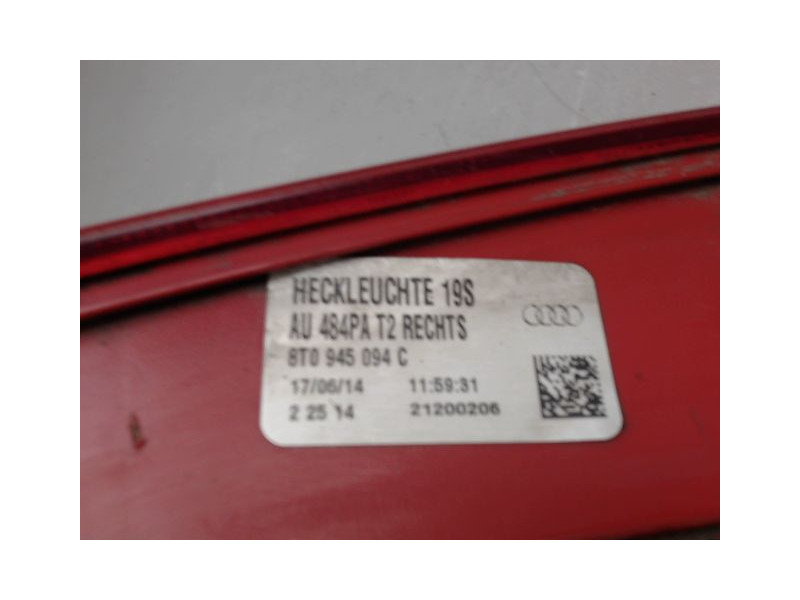 HECKLEUCHTE 19S
AU 484PA T2 RECHTS
8T0 945 094 C
17/06/14 11:59:31
2 25 14 21200206